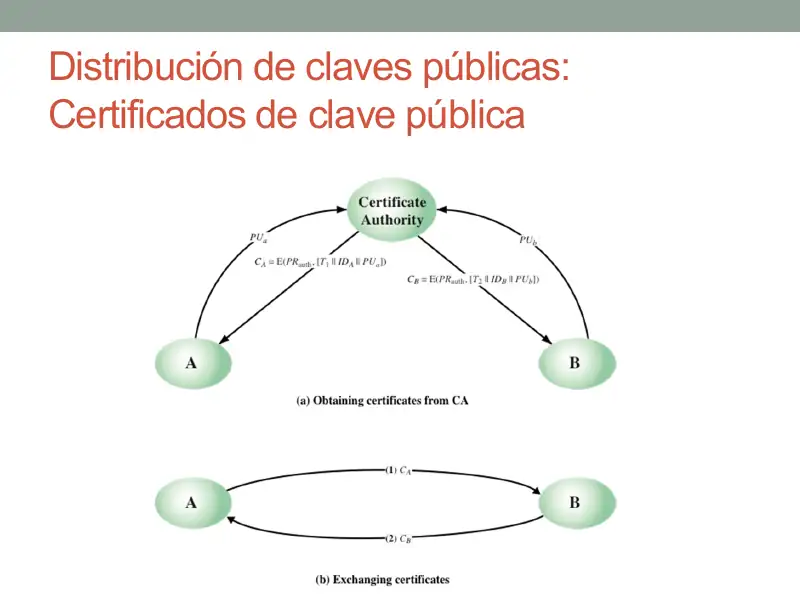 Distribución de claves públicas:
Certificados de clave pública
Certificate
Authority
PUa
PUb
CA = E(PRauth, [T1 || IDA || PUa])
CB = E(PRauth, [T2 || IDB || PUb])
A
B
(a) Obtaining certificates from CA
(1) CA
A
B
(2) CB
(b) Exchanging certificates